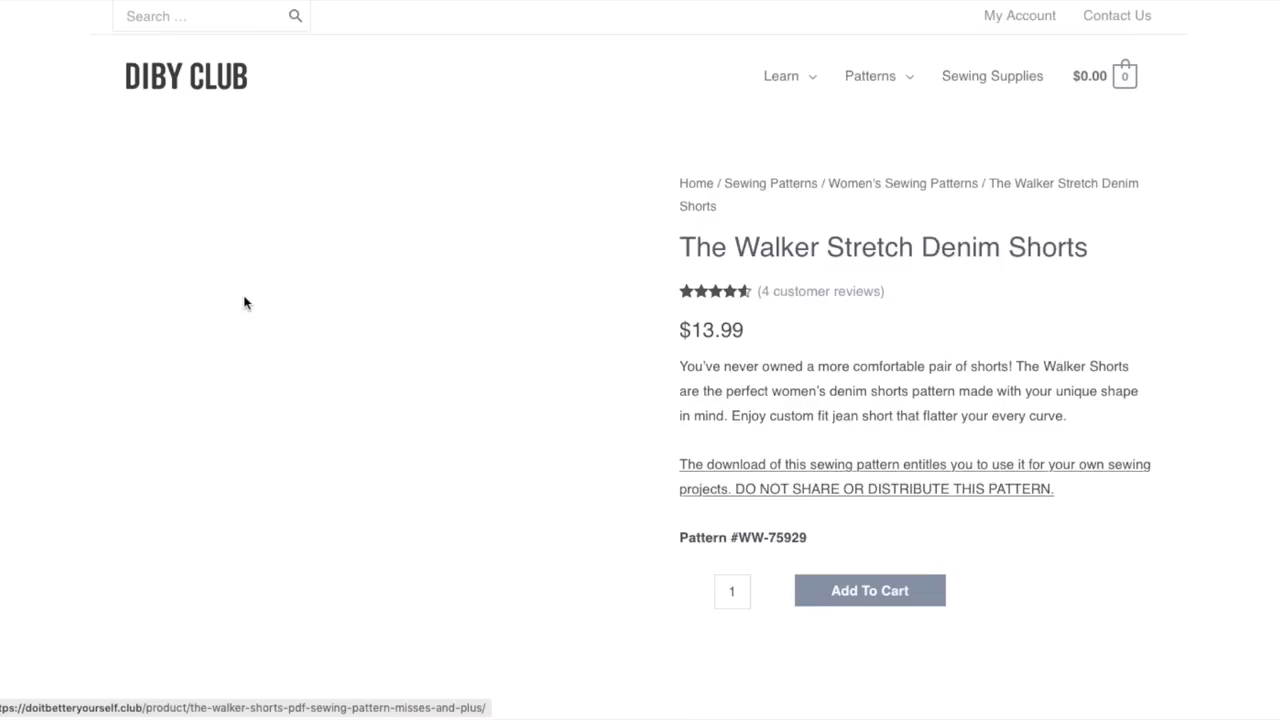 Search ...
My Account Contact Us
DIBY CLUB
Learn Patterns Sewing Supplies $0.00 0
Home / Sewing Patterns / Women's Sewing Patterns / The Walker Stretch Denim
Shorts
The Walker Stretch Denim Shorts
(4 customer reviews)
$13.99
You’ve never owned a more comfortable pair of shorts! The Walker Shorts
are the perfect women’s denim shorts pattern made with your unique shape
in mind. Enjoy custom fit jean short that flatter your every curve.
The download of this sewing pattern entitles you to use it for your own sewing
projects. DO NOT SHARE OR DISTRIBUTE THIS PATTERN.
Pattern #WW-75929
1 Add To Cart
tps://doitbetteryourself.club/product/the-walker-shorts-pdf-sewing-pattern-misses-and-plus/